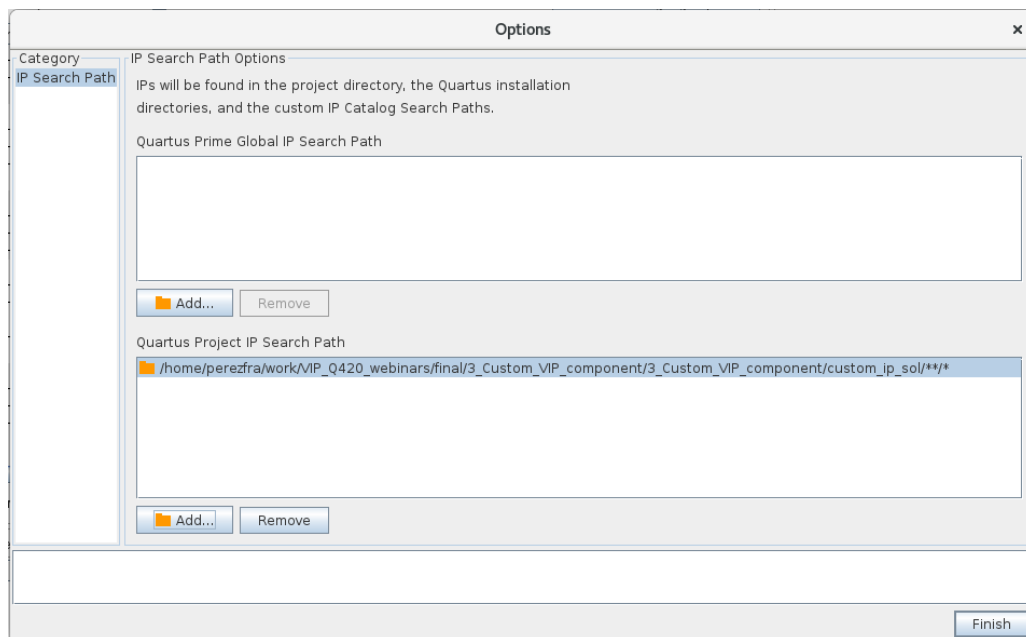 Options
×
Category
IP Search Path
IP Search Path Options
IPs will be found in the project directory, the Quartus installation
directories, and the custom IP Catalog Search Paths.
Quartus Prime Global IP Search Path
Add...
Remove
Quartus Project IP Search Path
/home/perezfra/work/VIP_Q420_webinars/final/3_Custom_VIP_component/3_Custom_VIP_component/custom_ip_sol/**/*
Add...
Remove
Finish